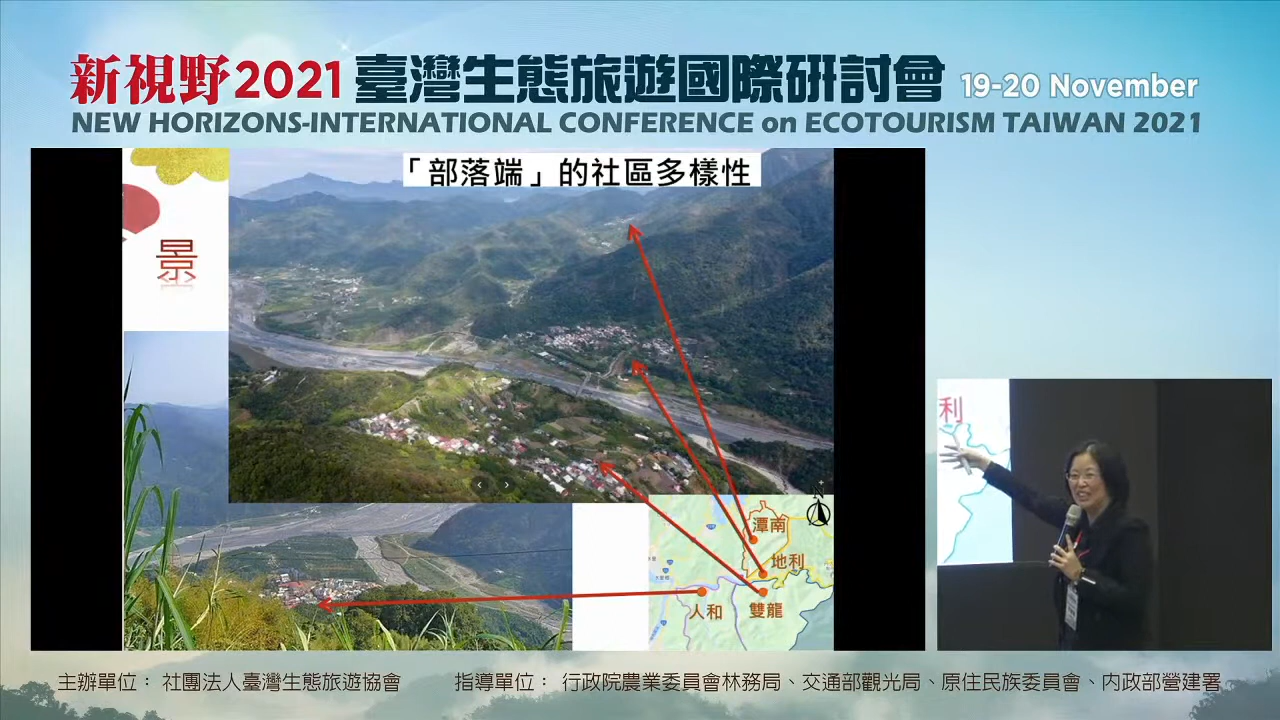 新視野2021 臺灣生態旅遊國際研討會 19-20 November
NEW HORIZONS-INTERNATIONAL CONFERENCE on ECOTOURISM TAIWAN 2021
「部落端」的社區多樣性
景
利
N
潭南
地利
人和
雙龍
主辦單位： 社團法人臺灣生態旅遊協會 指導單位： 行政院農業委員會林務局、交通部觀光局、原住民族委員會、內政部營建署